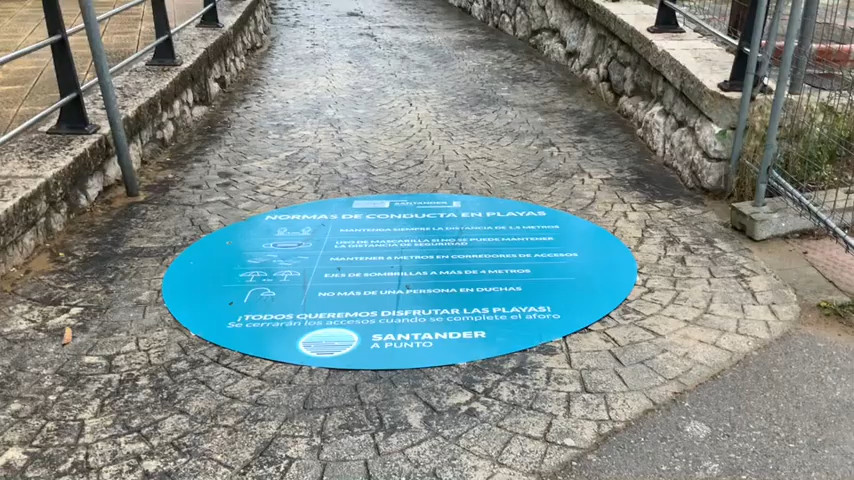 SANTANDER
NORMAS DE CONDUCTA EN PLAYAS
MANTENGA SIEMPRE LA DISTANCIA DE 1,5 METROS
USO DE MASCARILLA SI NO SE PUEDE MANTENER
LA DISTANCIA DE SEGURIDAD
MANTENER 6 METROS EN CORREDORES DE ACCESOS
EJES DE SOMBRILLAS A MÁS DE 4 METROS
NO MÁS DE UNA PERSONA EN DUCHAS
¡TODOS QUEREMOS DISFRUTAR LAS PLAYAS!
Se cerrarán los accesos cuando se complete el aforo
SANTANDER
A PUNTO